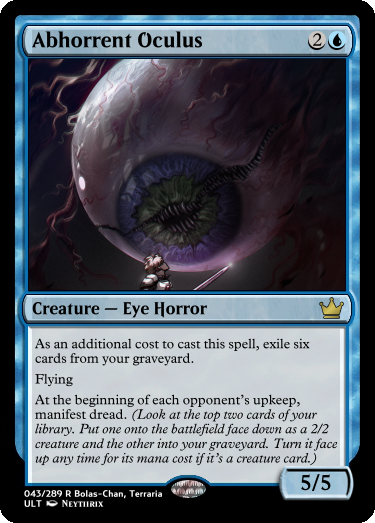 Abhorrent Oculus 2
Creature — Eye Horror
As an additional cost to cast this spell, exile six
cards from your graveyard.
Flying
At the beginning of each opponent's upkeep,
manifest dread. (Look at the top two cards of your
library. Put one onto the battlefield face down as a 2/2
creature and the other into your graveyard. Turn it face
up any time for its mana cost if it's a creature card.)
5/5
043/289 R Bolas-Chan, Terraria
ULT Neytirix